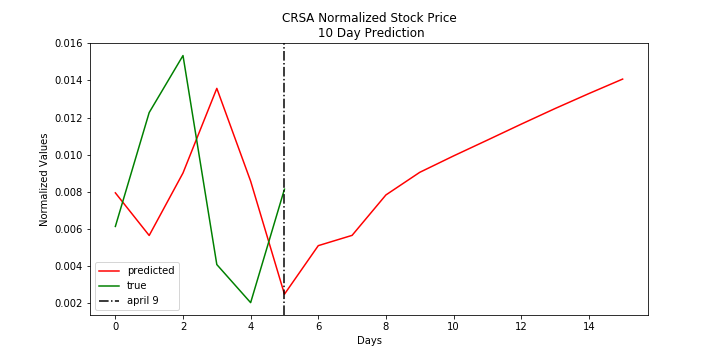 CRSA Normalized Stock Price
10 Day Prediction
0.016
0.014
0.012
0.010
0.008
0.006
0.004
0.002
Normalized Values
predicted
true
april 9
0 2 4 6 8 10 12 14
Days